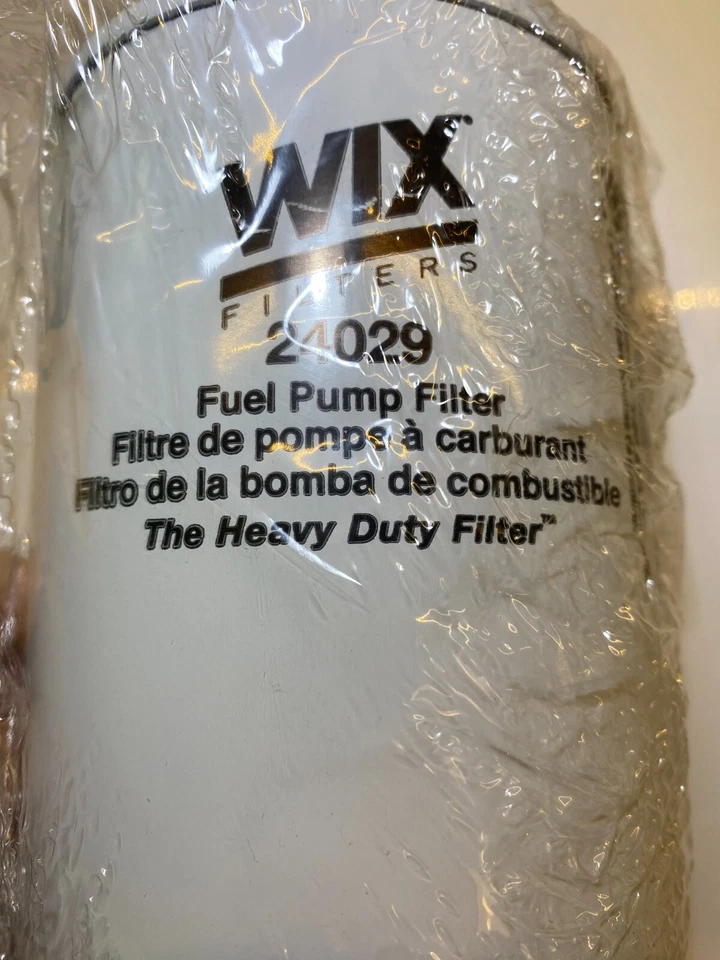 WIX
FILTERS
24029
Fuel Pump Filter
Filtre de pompe à carburant
Filtro de la bomba de combustible
The Heavy Duty Filter™